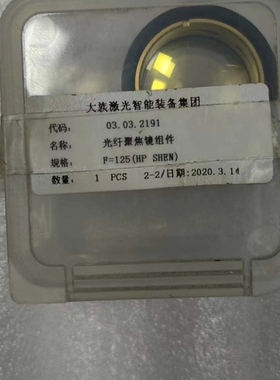 大族激光智能装备集团
代码： 03.03.2191
名称： 光纤聚焦镜组件
规格： F=125(HP SHEN)
数量： 1 PCS 2-2/日期:2020.3.14